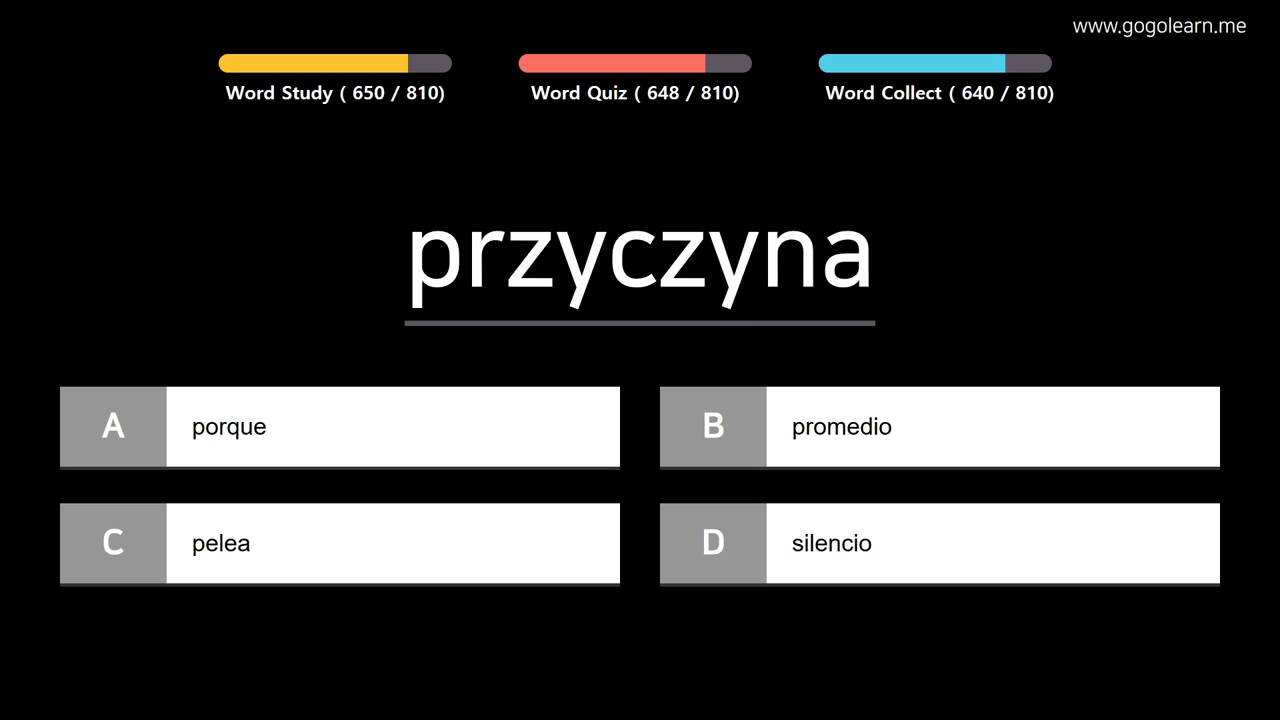 www.gogolearn.me
Word Study ( 650 / 810)
Word Quiz ( 648 / 810)
Word Collect ( 640 / 810)
przyczyna
A porque
B promedio
C pelea
D silencio